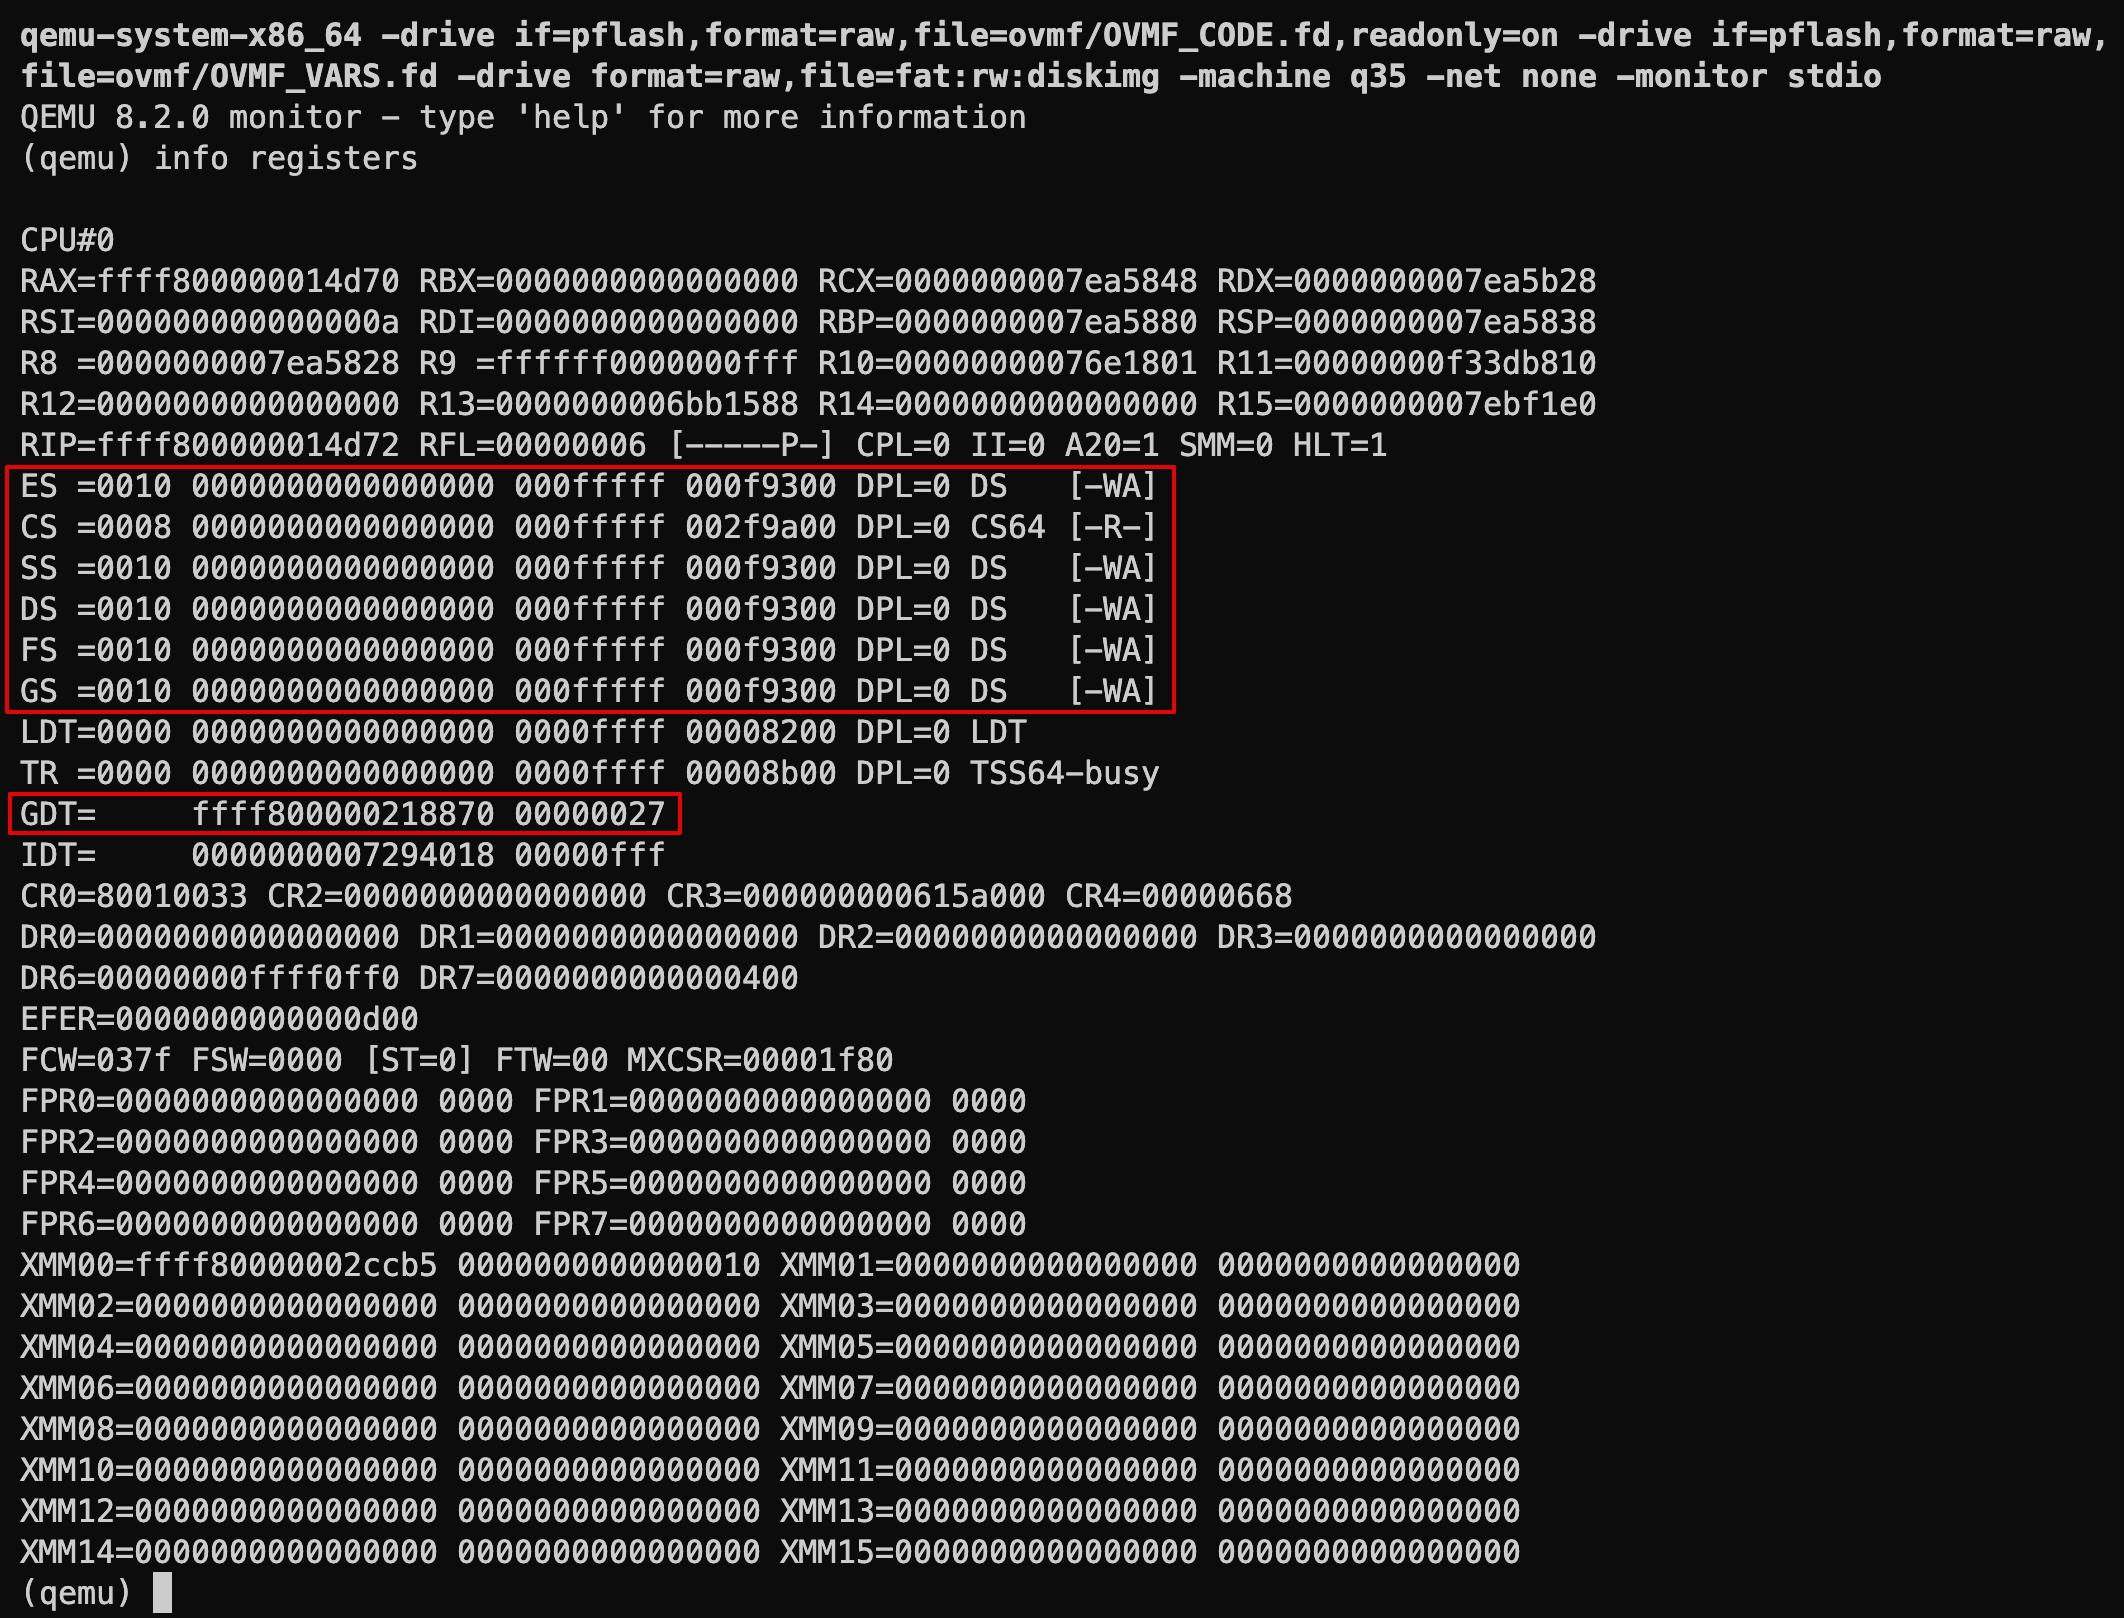 qemu-system-x86_64 -drive if=pflash,format=raw,file=ovmf/OVMF_CODE.fd,readonly=on -drive if=pflash,format=raw,
file=ovmf/OVMF_VARS.fd -drive format=raw,file=fat:rw:diskimg -machine q35 -net none -monitor stdio
QEMU 8.2.0 monitor - type 'help' for more information
(qemu) info registers

CPU#0
RAX=ffff800000014d70 RBX=0000000000000000 RCX=0000000007ea5848 RDX=0000000007ea5b28
RSI=000000000000000a RDI=0000000000000000 RBP=0000000007ea5880 RSP=0000000007ea5838
R8 =0000000007ea5828 R9 =ffffff0000000fff R10=00000000076e1801 R11=00000000f33db810
R12=0000000000000000 R13=0000000006bb1588 R14=0000000000000000 R15=0000000007ebf1e0
RIP=ffff800000014d72 RFL=00000006 [-----P-] CPL=0 II=0 A20=1 SMM=0 HLT=1
ES =0010 0000000000000000 000fffff 000f9300 DPL=0 DS   [-WA]
CS =0008 0000000000000000 000fffff 002f9a00 DPL=0 CS64 [-R-]
SS =0010 0000000000000000 000fffff 000f9300 DPL=0 DS   [-WA]
DS =0010 0000000000000000 000fffff 000f9300 DPL=0 DS   [-WA]
FS =0010 0000000000000000 000fffff 000f9300 DPL=0 DS   [-WA]
GS =0010 0000000000000000 000fffff 000f9300 DPL=0 DS   [-WA]
LDT=0000 0000000000000000 0000ffff 00008200 DPL=0 LDT
TR =0000 0000000000000000 0000ffff 00008b00 DPL=0 TSS64-busy
GDT=     ffff800000218870 00000027
IDT=     0000000007294018 00000fff
CR0=80010033 CR2=0000000000000000 CR3=000000000615a000 CR4=00000668
DR0=0000000000000000 DR1=0000000000000000 DR2=0000000000000000 DR3=0000000000000000
DR6=00000000ffff0ff0 DR7=0000000000000400
EFER=0000000000000d00
FCW=037f FSW=0000 [ST=0] FTW=00 MXCSR=00001f80
FPR0=0000000000000000 0000 FPR1=0000000000000000 0000
FPR2=0000000000000000 0000 FPR3=0000000000000000 0000
FPR4=0000000000000000 0000 FPR5=0000000000000000 0000
FPR6=0000000000000000 0000 FPR7=0000000000000000 0000
XMM00=ffff80000002ccb5 0000000000000010 XMM01=0000000000000000 0000000000000000
XMM02=0000000000000000 0000000000000000 XMM03=0000000000000000 0000000000000000
XMM04=0000000000000000 0000000000000000 XMM05=0000000000000000 0000000000000000
XMM06=0000000000000000 0000000000000000 XMM07=0000000000000000 0000000000000000
XMM08=0000000000000000 0000000000000000 XMM09=0000000000000000 0000000000000000
XMM10=0000000000000000 0000000000000000 XMM11=0000000000000000 0000000000000000
XMM12=0000000000000000 0000000000000000 XMM13=0000000000000000 0000000000000000
XMM14=0000000000000000 0000000000000000 XMM15=0000000000000000 0000000000000000
(qemu)